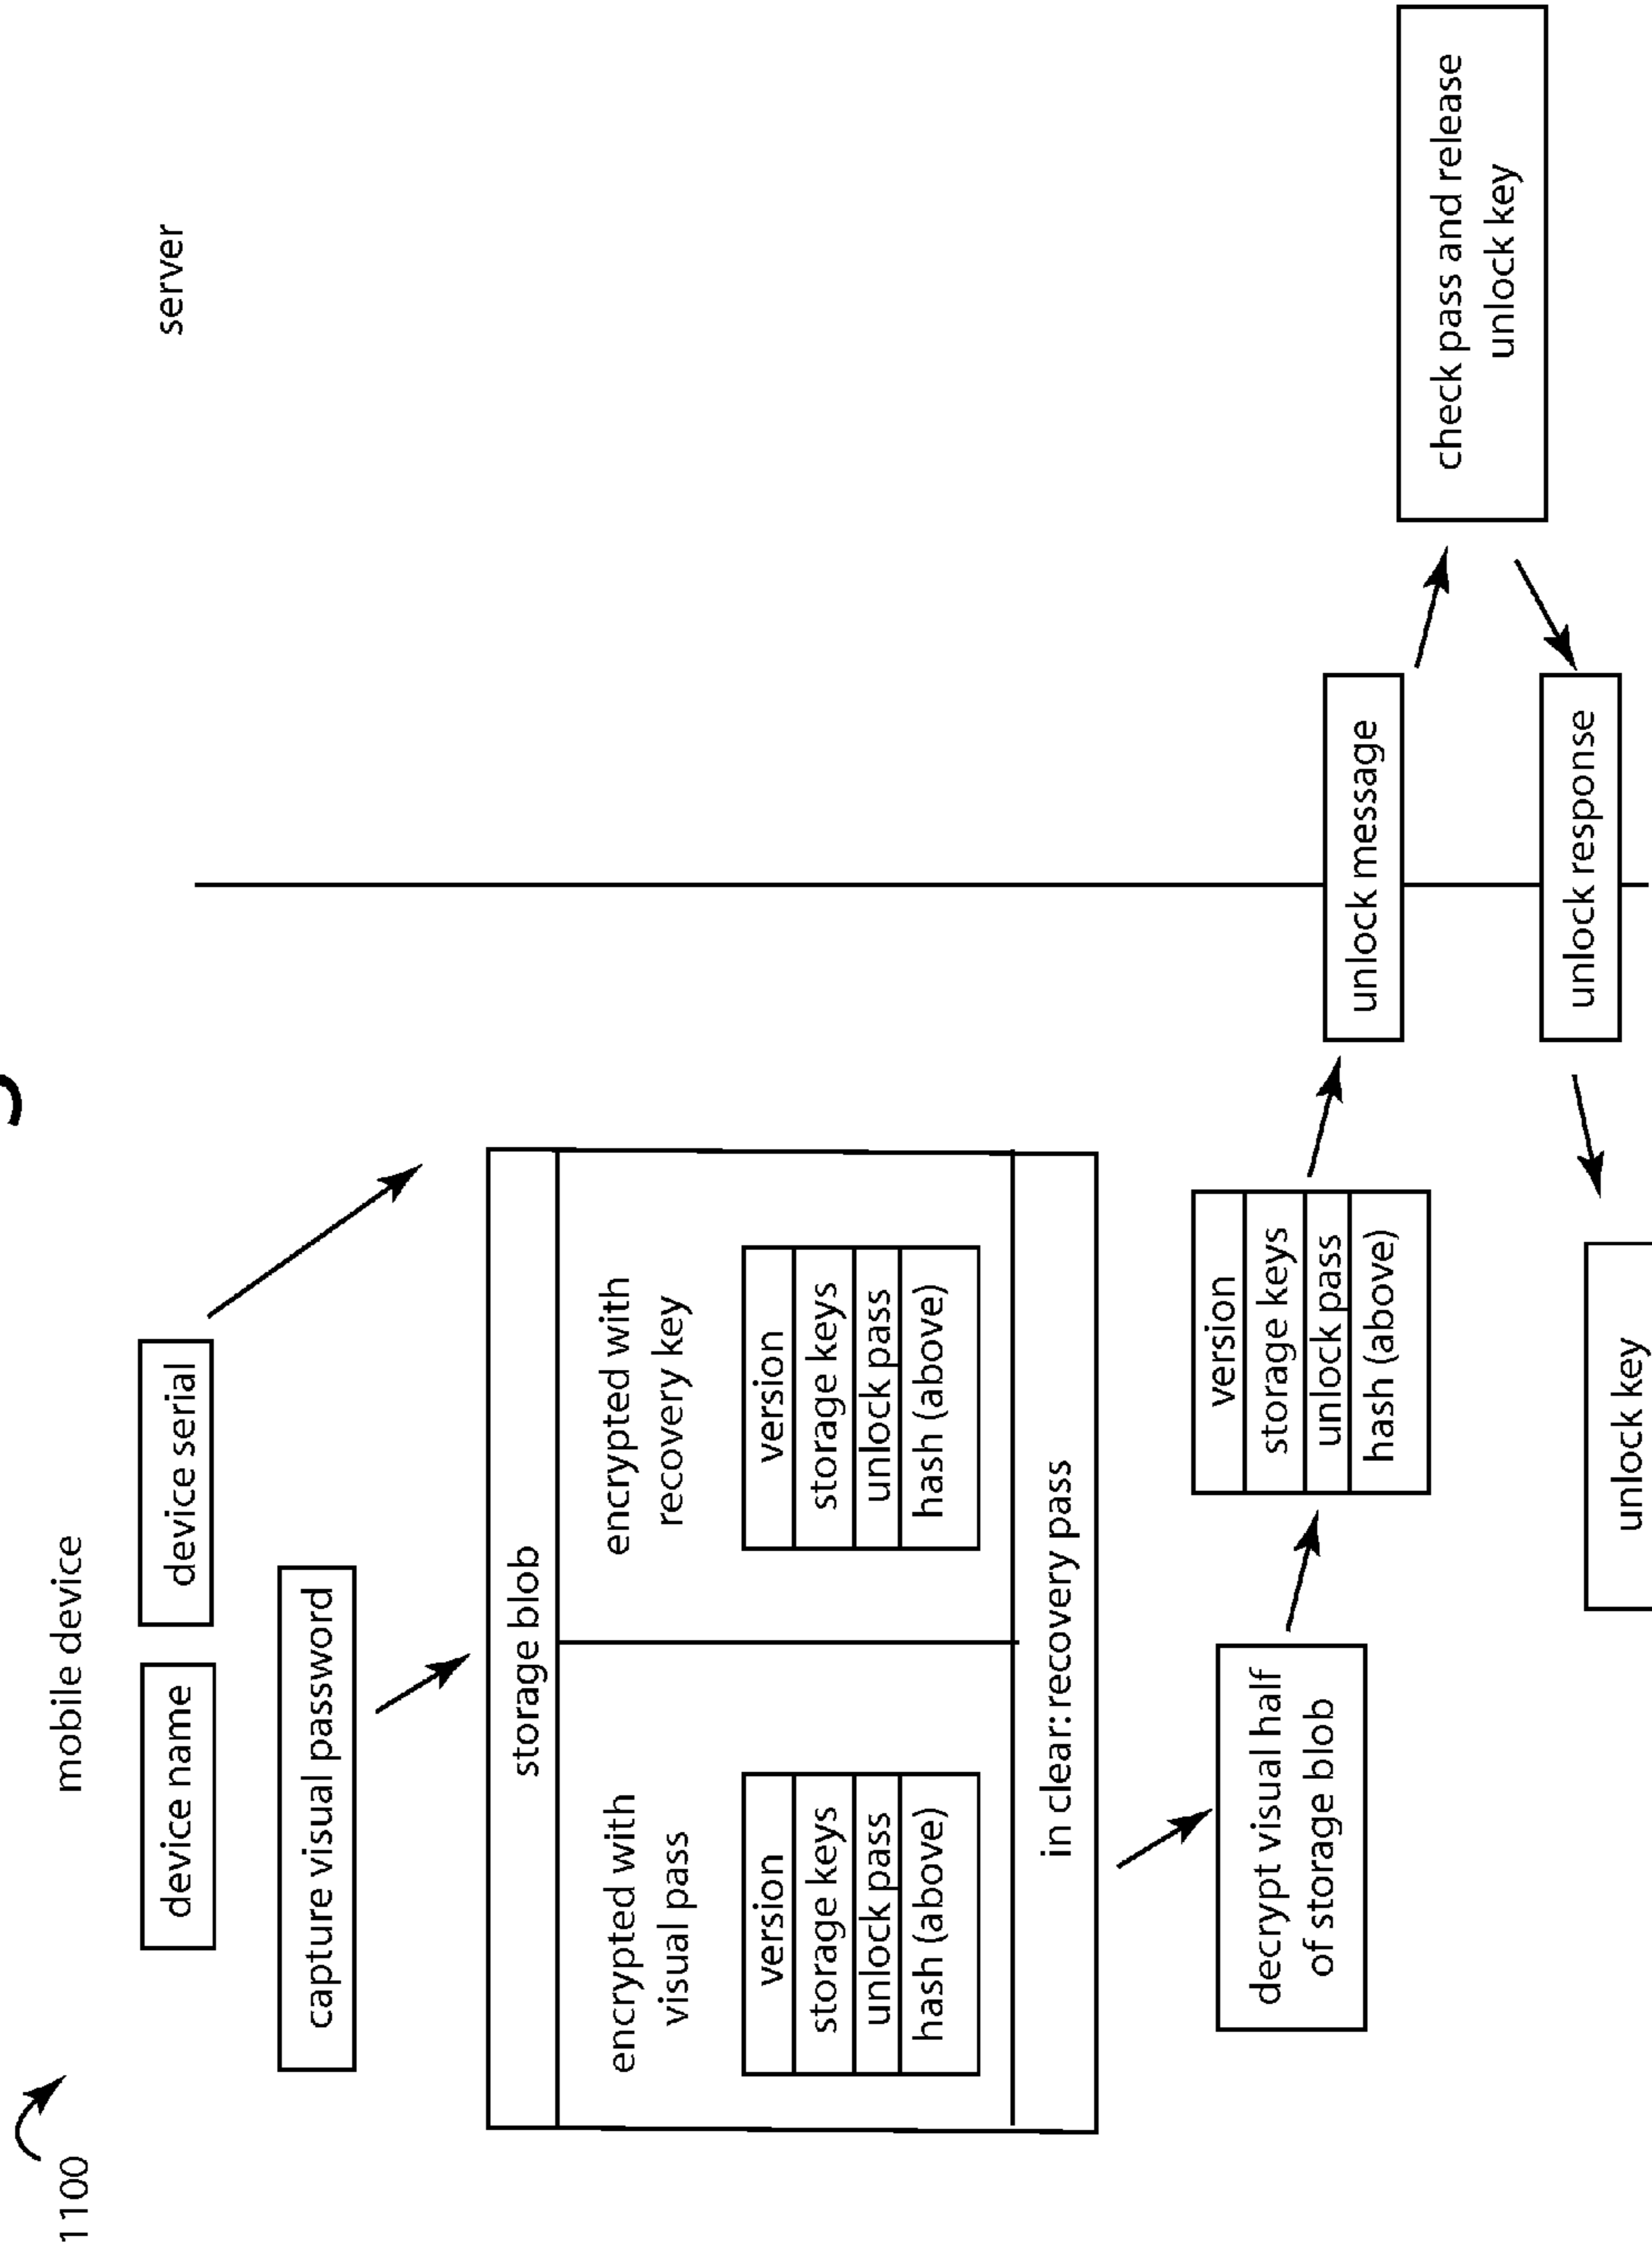 1100
mobile device
server
device name
device serial
capture visual password
storage blob
encrypted with
visual pass
version
storage keys
unlock pass
hash (above)
encrypted with
recovery key
version
storage keys
unlock pass
hash (above)
in clear: recovery pass
decrypt visual half
of storage blob
version
storage keys
unlock pass
hash (above)
unlock message
check pass and release
unlock key
unlock response
unlock key